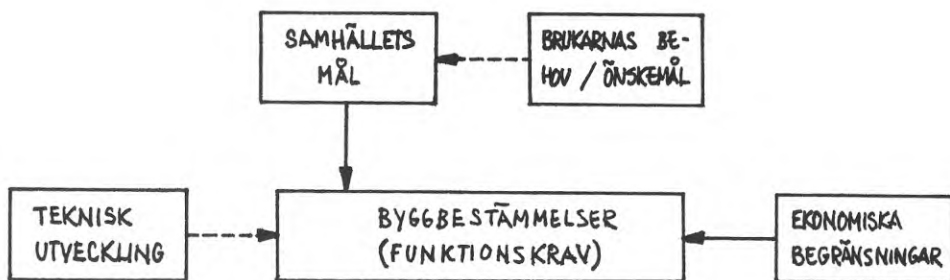 SAMHÄLLETS
MÅL
BRUKARNAS BE-
HOV / ÖNSKEMÅL
TEKNISK
UTVECKLING
BYGGBESTÄMMELSER
(FUNKTIONSKRAV)
EKONOMISKA
BEGRÄNSNINGAR